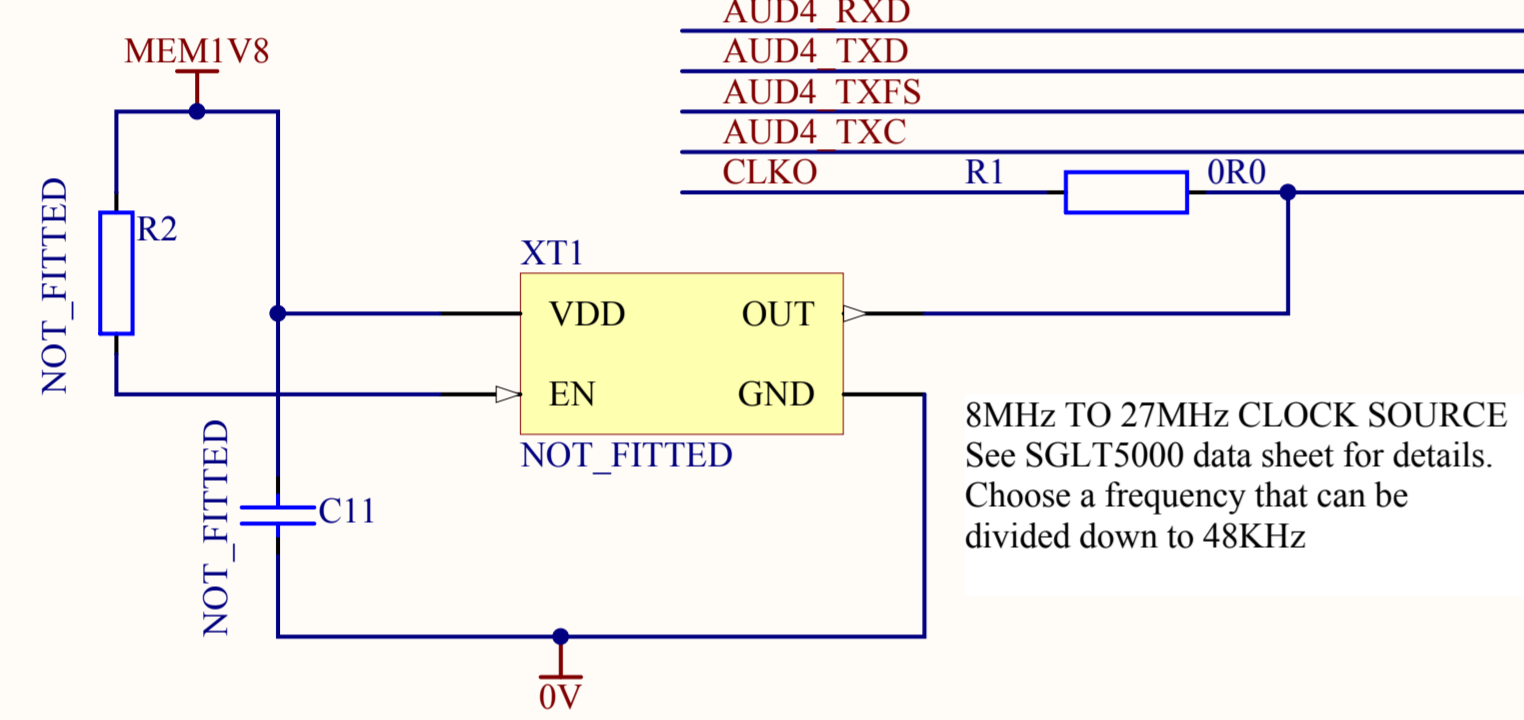 AUD4_RXD
MEM1V8
AUD4_TXD
AUD4_TXFS
AUD4_TXC
CLKO
R1
0R0
NOT_FITTED
R2
XT1
VDD
OUT
EN
GND
NOT_FITTED
NOT_FITTED
C11
8MHz TO 27MHz CLOCK SOURCE
See SGLT5000 data sheet for details.
Choose a frequency that can be
divided down to 48KHz
0V